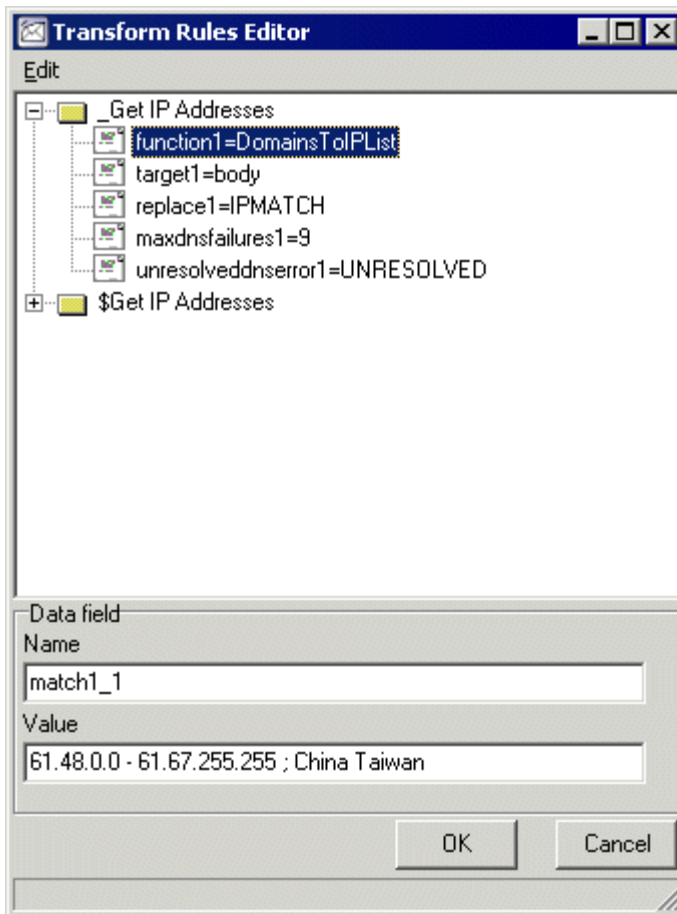 Transform Rules Editor
Edit
_Get IP Addresses
function1=DomainsToIPList
target1=body
replace1=IPMATCH
maxdnsfailures1=9
unresolveddnserror1=UNRESOLVED
$Get IP Addresses
Data field
Name
match1_1
Value
61.48.0.0 - 61.67.255.255 ; China Taiwan
OK Cancel